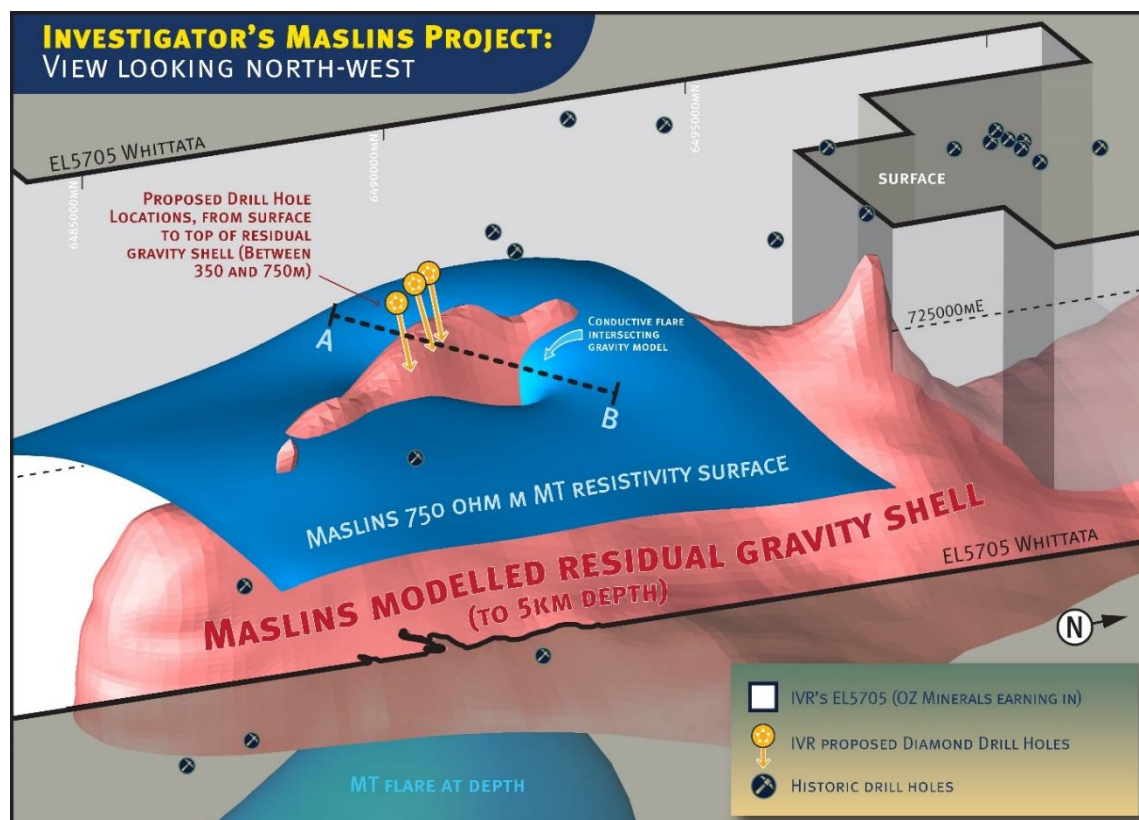 INVESTIGATOR'S MASLINS PROJECT:
VIEW LOOKING NORTH-WEST
EL5705 WHITTATA
6485000MN
6490000MN
6495000MN
PROPOSED DRILL HOLE
LOCATIONS, FROM SURFACE
TO TOP OF RESIDUAL
GRAVITY SHELL (BETWEEN
350 AND 750M)
SURFACE
725000ME
CONDUCTIVE FLARE
INTERSECTING
GRAVITY MODEL
A
B
MASLINS 750 OHM M MT RESISTIVITY SURFACE
MASLINS MODELLED RESIDUAL GRAVITY SHELL
(TO 5KM DEPTH)
EL5705 WHITTATA
N
MT FLARE AT DEPTH
IVR'S EL5705 (OZ MINERALS EARNING IN)
IVR PROPOSED DIAMOND DRILL HOLES
HISTORIC DRILL HOLES